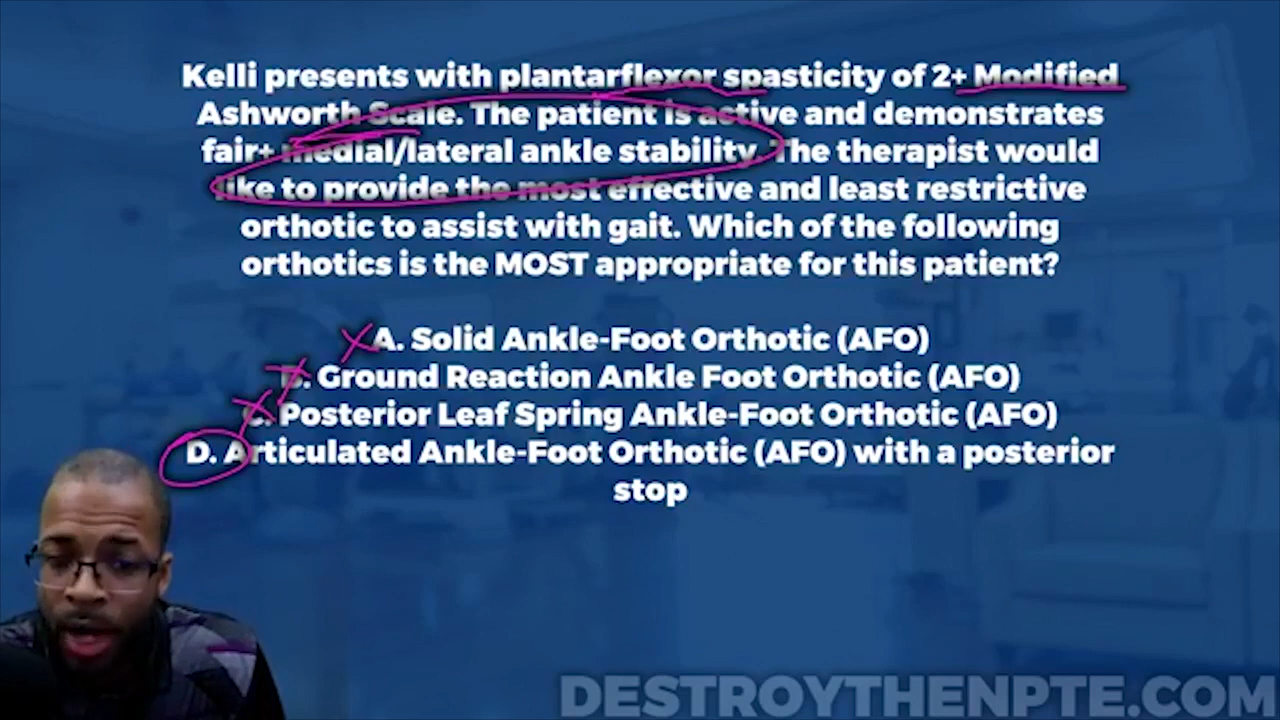 Kelli presents with plantarflexor spasticity of 2+ Modified
Ashworth Scale. The patient is active and demonstrates
fair+ medial/lateral ankle stability. The therapist would
like to provide the most effective and least restrictive
orthotic to assist with gait. Which of the following
orthotics is the MOST appropriate for this patient?
A. Solid Ankle-Foot Orthotic (AFO)
B. Ground Reaction Ankle Foot Orthotic (AFO)
C. Posterior Leaf Spring Ankle-Foot Orthotic (AFO)
D. Articulated Ankle-Foot Orthotic (AFO) with a posterior
stop
DESTROYTHENPTE.COM